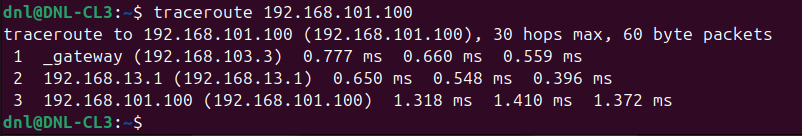 dnl@DNL-CL3:~$ traceroute 192.168.101.100
traceroute to 192.168.101.100 (192.168.101.100), 30 hops max, 60 byte packets
 1  _gateway (192.168.103.3)  0.777 ms  0.660 ms  0.559 ms
 2  192.168.13.1 (192.168.13.1)  0.650 ms  0.548 ms  0.396 ms
 3  192.168.101.100 (192.168.101.100)  1.318 ms  1.410 ms  1.372 ms
dnl@DNL-CL3:~$